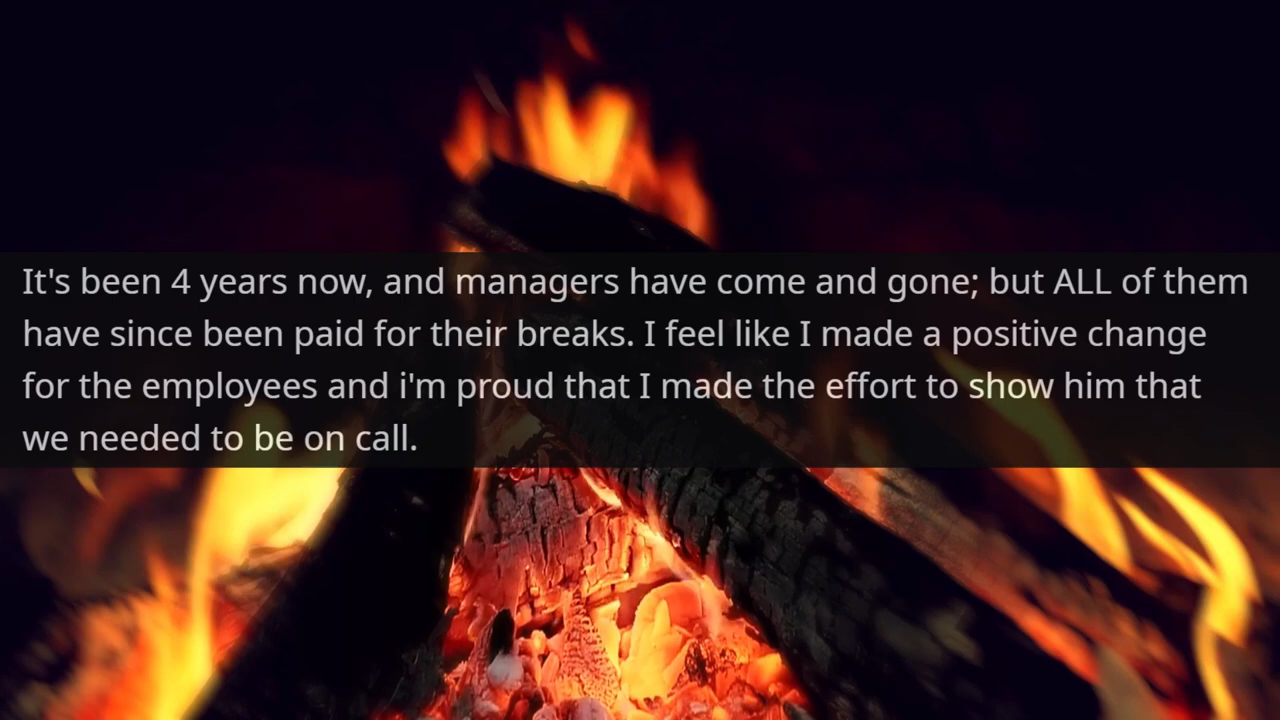 It's been 4 years now, and managers have come and gone; but ALL of them
have since been paid for their breaks. I feel like I made a positive change
for the employees and i'm proud that I made the effort to show him that
we needed to be on call.